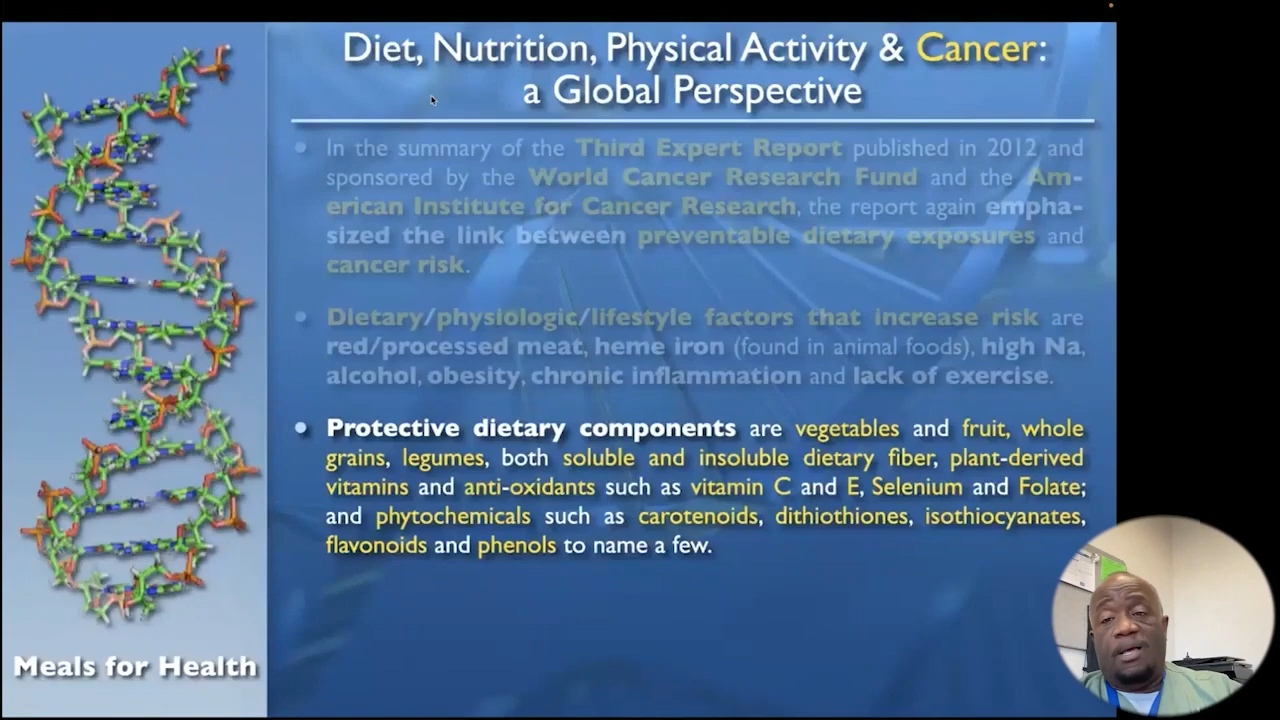 Diet, Nutrition, Physical Activity & Cancer:
a Global Perspective
• In the summary of the Third Expert Report published in 2012 and
sponsored by the World Cancer Research Fund and the Am-
erican Institute for Cancer Research, the report again empha-
sized the link between preventable dietary exposures and
cancer risk.
• Dietary/physiologic/lifestyle factors that increase risk are
red/processed meat, heme iron (found in animal foods), high Na,
alcohol, obesity, chronic inflammation and lack of exercise.
• Protective dietary components are vegetables and fruit, whole
grains, legumes, both soluble and insoluble dietary fiber, plant-derived
vitamins and anti-oxidants such as vitamin C and E, Selenium and Folate;
and phytochemicals such as carotenoids, dithiothiones, isothiocyanates,
flavonoids and phenols to name a few.
Meals for Health